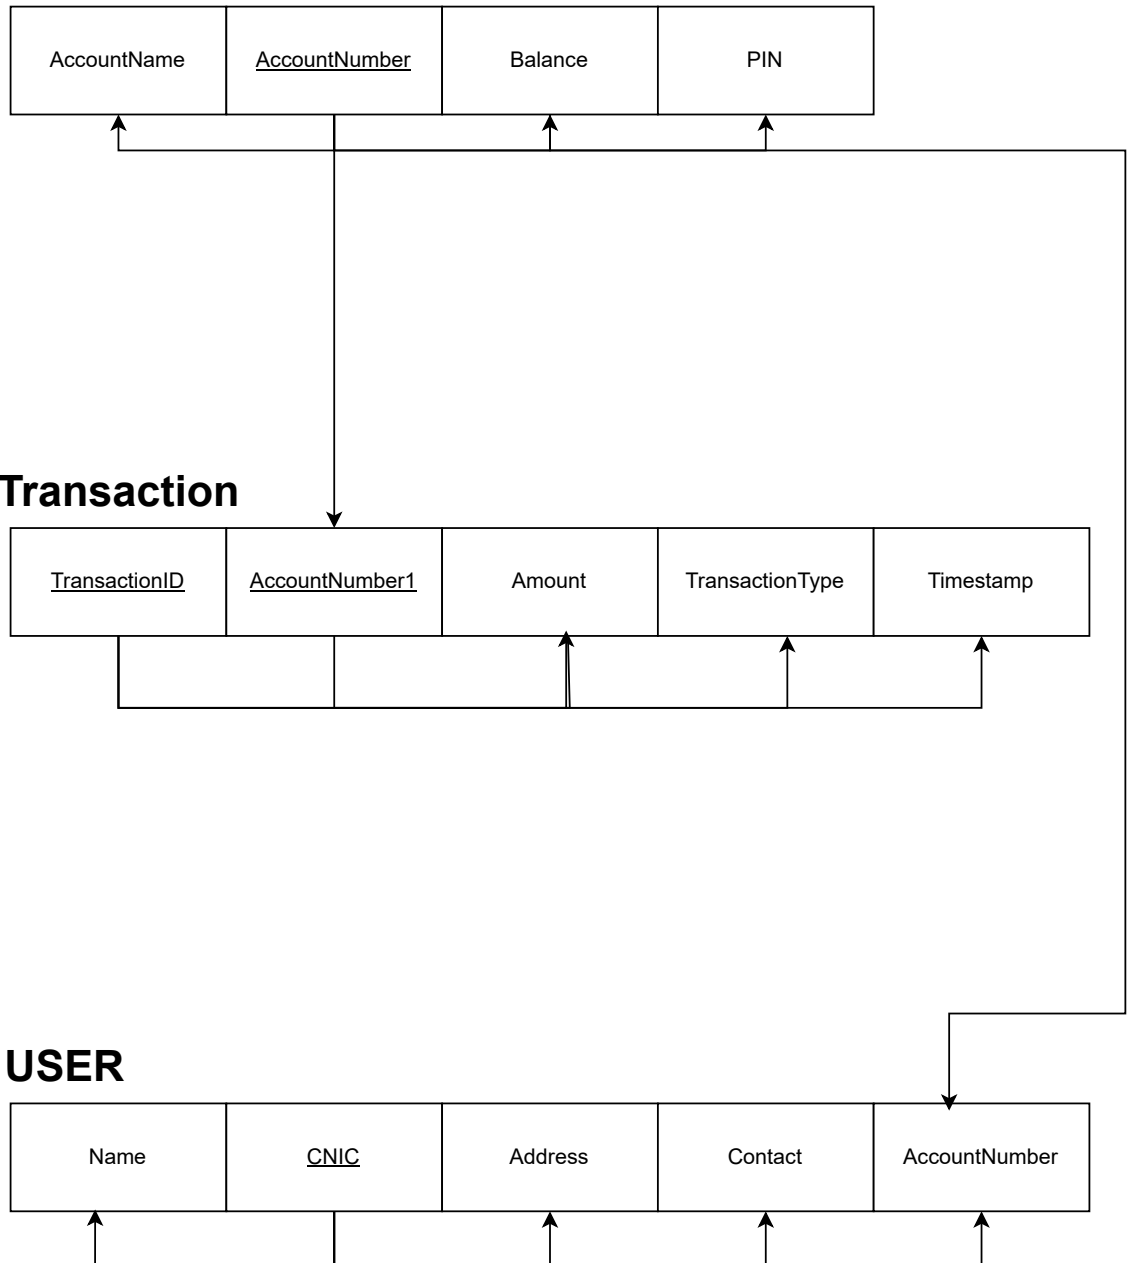 AccountName AccountNumber Balance PIN
Transaction
TransactionID AccountNumber1 Amount TransactionType Timestamp
USER
Name CNIC Address Contact AccountNumber